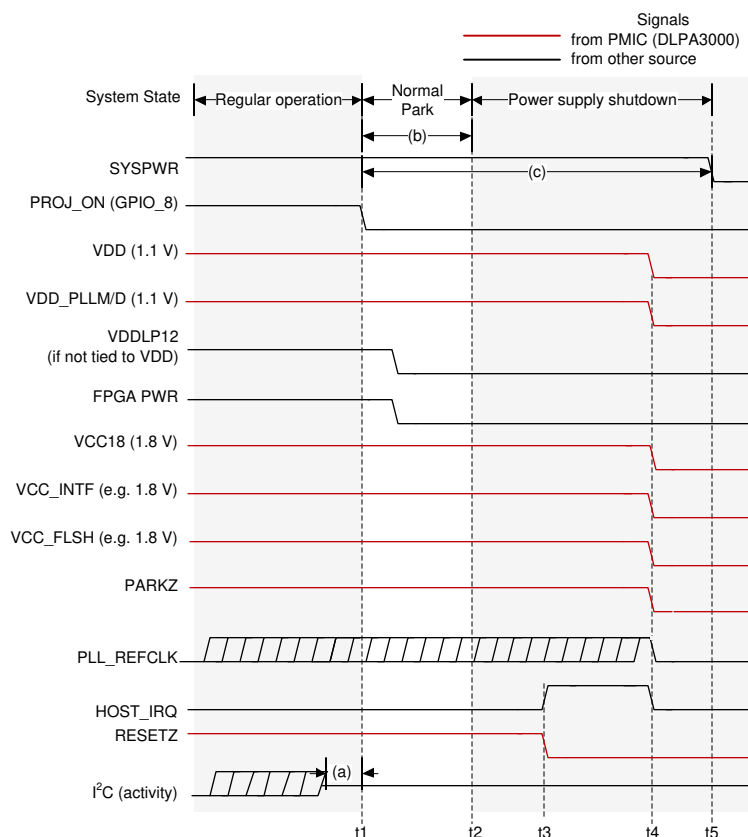 Signals
from PMIC (DLPA3000)
from other source
System State
Regular operation
Normal
Park
Power supply shutdown
(b)
SYSPWR
(c)
PROJ_ON (GPIO_8)
VDD (1.1 V)
VDD_PLLM/D (1.1 V)
VDDLP12
(if not tied to VDD)
FPGA PWR
VCC18 (1.8 V)
VCC_INTF (e.g. 1.8 V)
VCC_FLSH (e.g. 1.8 V)
PARKZ
PLL_REFCLK
HOST_IRQ
RESETZ
(a)
I²C (activity)
t1 t2 t3 t4 t5